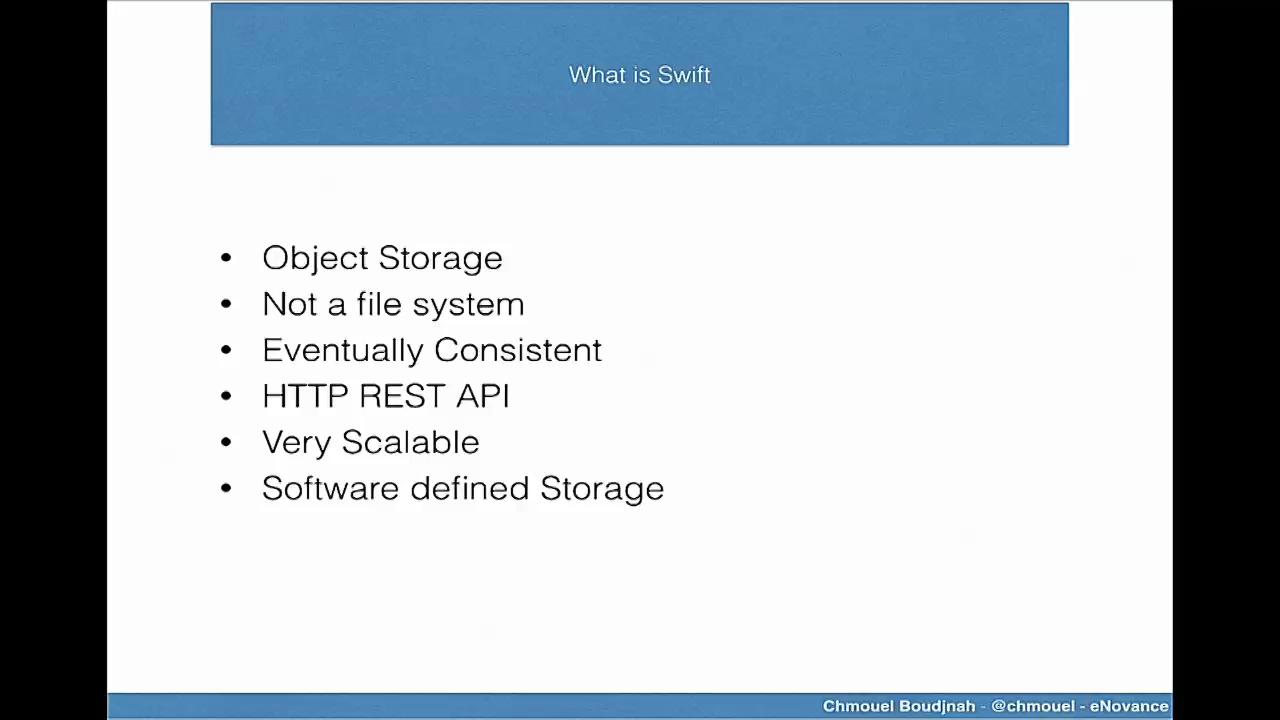 What is Swift
• Object Storage
• Not a file system
• Eventually Consistent
• HTTP REST API
• Very Scalable
• Software defined Storage
Chmouel Boudjnah - @chmouel - eNovance